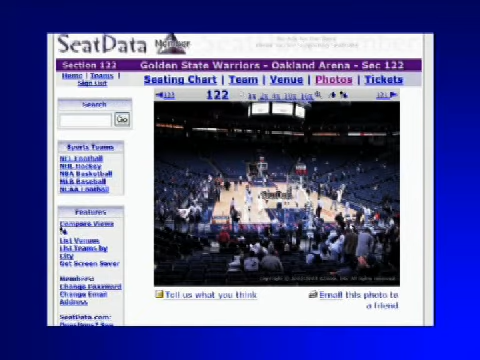 SeatData Member
Section 122 Golden State Warriors - Oakland Arena - Sec 122
Home | Teams |
Sign Out
Seating Chart | Team | Venue | Photos | Tickets
122
Search
Go
Sports Teams
NFL Football
NHL Hockey
NBA Basketball
MLB Baseball
NCAA Football
Features
Compare Views
List Venues
List Teams by
City
Get Screen Saver
Members:
Change Password
Change Email
Address
SeatData.com:
Tell us what you think
Email this photo to
a friend